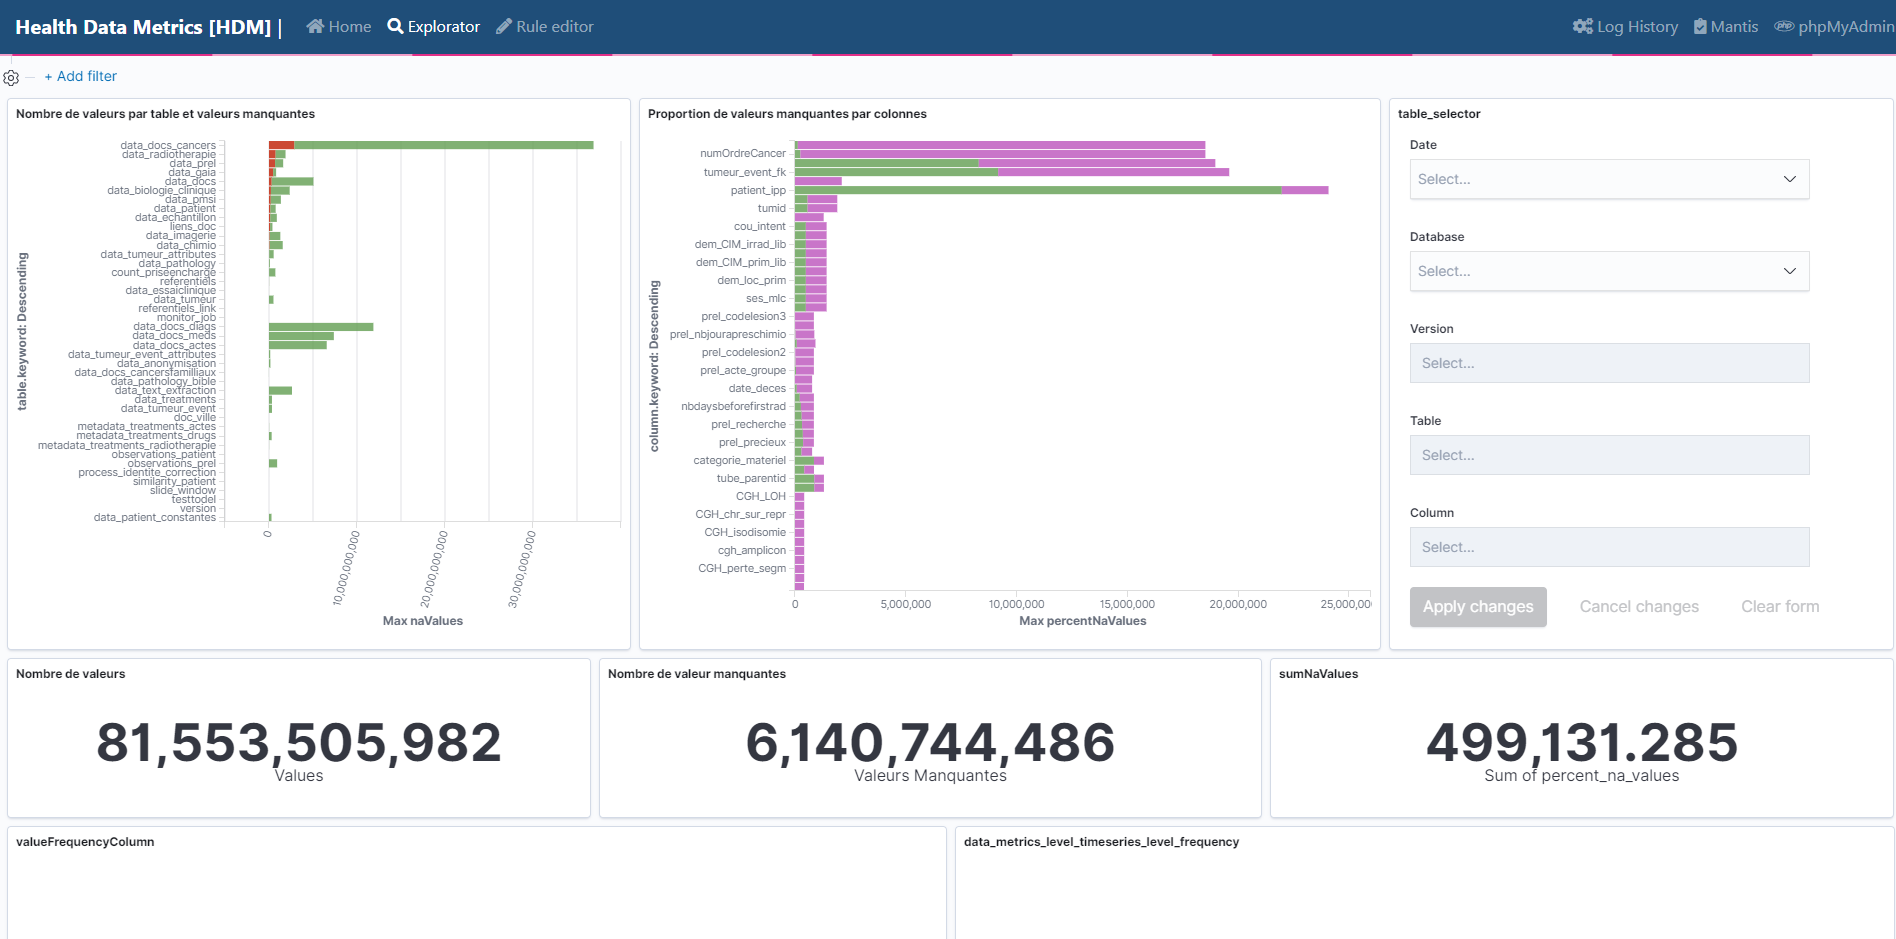 Health Data Metrics [HDM] | Home Explorator Rule editor Log History Mantis phpMyAdmin
+ Add filter
Nombre de valeurs par table et valeurs manquantes
table.keyword: Descending
data_docs_cancers
data_radiotherapie
data_prel
data_gaia
data_docs
data_biologie_clinique
data_pmsi
data_patient
data_echantillon
liens_doc
data_imagerie
data_chimio
data_tumeur_attributes
data_pathology
count_priseencharge
referentiels
data_essaiclinique
data_tumeur
referentiels_link
monitor_job
data_docs_diags
data_docs_meds
data_docs_actes
data_tumeur_event_attributes
data_anonymisation
data_docs_cancersfamilliaux
data_pathology_bible
data_text_extraction
data_treatments
data_tumeur_event
doc_ville
metadata_treatments_actes
metadata_treatments_drugs
metadata_treatments_radiotherapie
observations_patient
observations_prel
process_identite_correction
similarity_patient
slide_window
testtodel
version
data_patient_constantes
0 10,000,000,000 20,000,000,000 30,000,000,000
Max naValues
Proportion de valeurs manquantes par colonnes
column.keyword: Descending
numOrdreCancer
tumeur_event_fk
patient_ipp
tumid
cou_intent
dem_CIM_irrad_lib
dem_CIM_prim_lib
dem_loc_prim
ses_mlc
prel_codelesion3
prel_nbjourapreschimio
prel_codelesion2
prel_acte_groupe
date_deces
nbdaysbeforefirstrad
prel_recherche
prel_precieux
categorie_materiel
tube_parentid
CGH_LOH
CGH_chr_sur_repr
CGH_isodisomie
cgh_amplicon
CGH_perte_segm
0 5,000,000 10,000,000 15,000,000 20,000,000 25,000,000
Max percentNaValues
table_selector
Date
Select...
Database
Select...
Version
Select...
Table
Select...
Column
Select...
Apply changes Cancel changes Clear form
Nombre de valeurs
81,553,505,982
Values
Nombre de valeur manquantes
6,140,744,486
Valeurs Manquantes
sumNaValues
499,131.285
Sum of percent_na_values
valueFrequencyColumn
data_metrics_level_timeseries_level_frequency